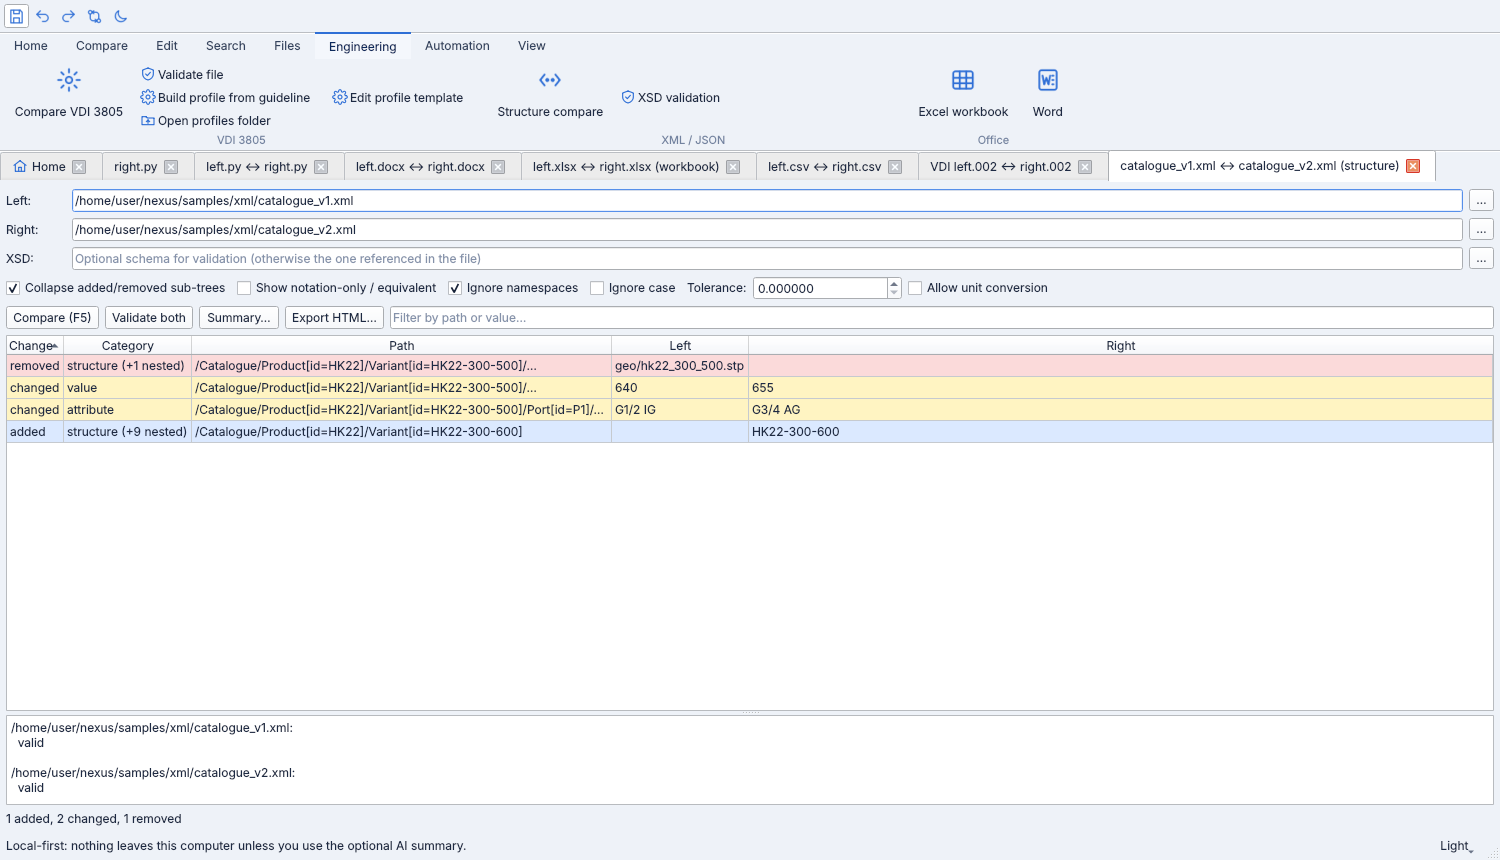 Home Compare Edit Search Files Engineering Automation View
Compare VDI 3805
Validate file
Build profile from guideline
Open profiles folder
Edit profile template
VDI 3805
Structure compare
XSD validation
XML / JSON
Excel workbook Word
Office
Home right.py left.py ↔ right.py left.docx ↔ right.docx left.xlsx ↔ right.xlsx (workbook) left.csv ↔ right.csv VDI left.002 ↔ right.002 catalogue_v1.xml ↔ catalogue_v2.xml (structure)
Left: /home/user/nexus/samples/xml/catalogue_v1.xml ...
Right: /home/user/nexus/samples/xml/catalogue_v2.xml ...
XSD: Optional schema for validation (otherwise the one referenced in the file) ...
Collapse added/removed sub-trees Show notation-only / equivalent Ignore namespaces Ignore case Tolerance: 0.000000 Allow unit conversion
Compare (F5) Validate both Summary... Export HTML... Filter by path or value...
Change Category Path Left Right
removed structure (+1 nested) /Catalogue/Product[id=HK22]/Variant[id=HK22-300-500]/... geo/hk22_300_500.stp
changed value /Catalogue/Product[id=HK22]/Variant[id=HK22-300-500]/... 640 655
changed attribute /Catalogue/Product[id=HK22]/Variant[id=HK22-300-500]/Port[id=P1]/... G1/2 IG G3/4 AG
added structure (+9 nested) /Catalogue/Product[id=HK22]/Variant[id=HK22-300-600] HK22-300-600
/home/user/nexus/samples/xml/catalogue_v1.xml:
valid
/home/user/nexus/samples/xml/catalogue_v2.xml:
valid
1 added, 2 changed, 1 removed
Local-first: nothing leaves this computer unless you use the optional AI summary. Light